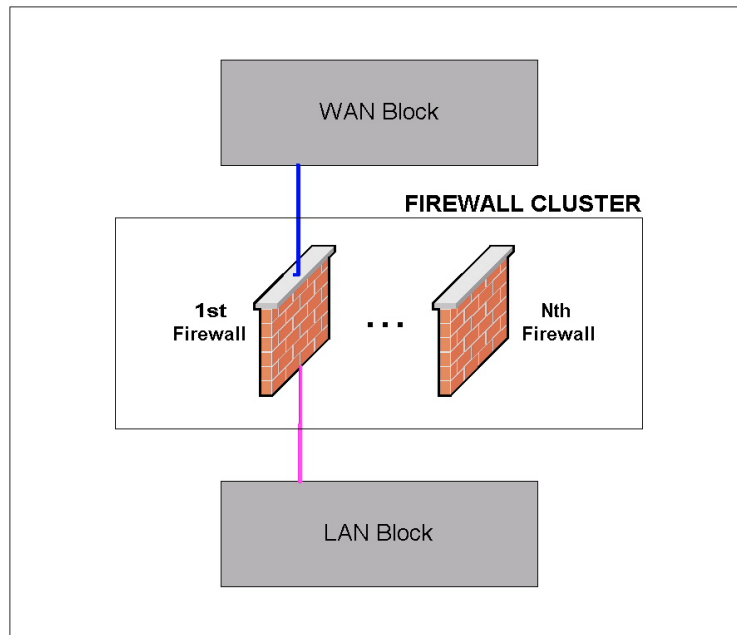 WAN Block
FIREWALL CLUSTER
1st
Firewall
...
Nth
Firewall
LAN Block